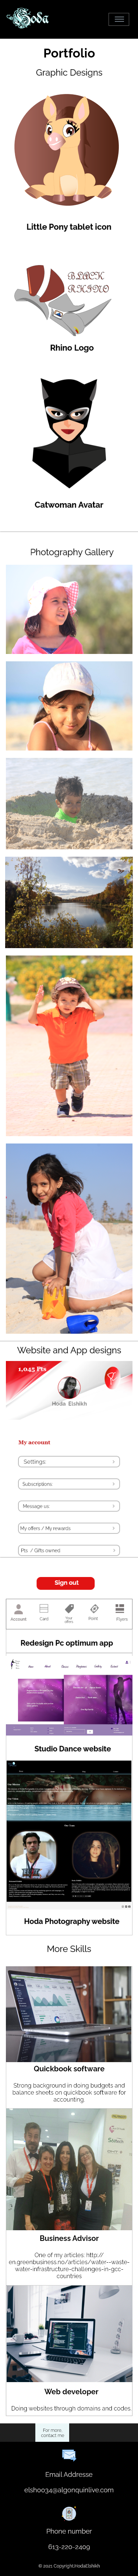 Hoda
Portfolio
Graphic Designs
Little Pony tablet icon
BLACK
RHINO
Rhino Logo
Catwoman Avatar
Photography Gallery
Website and App designs
1,045 Pts
Hoda Elshikh
My account
Settings:
Subscriptions:
Message us:
My offers / My rewards:
Pts / Gifts owned
Sign out
Account
Card
Your
offers
Point
Flyers
Redesign Pc optimum app
Studio Dance website
Hoda Photography website
More Skills
Quickbook software
Strong background in doing budgets and
balance sheets on quickbook software for
accounting.
Business Advisor
One of my articles: http://
en.greenbusiness.no/articles/water--waste-
water-infrastructure-challenges-in-gcc-
countries
Web developer
Doing websites through domains and codes
For more,
contact me
Email Addresse
elsho034@algonquinlive.com
Phone number
613-220-2409
© 2021 Copyright:HodaElshikh